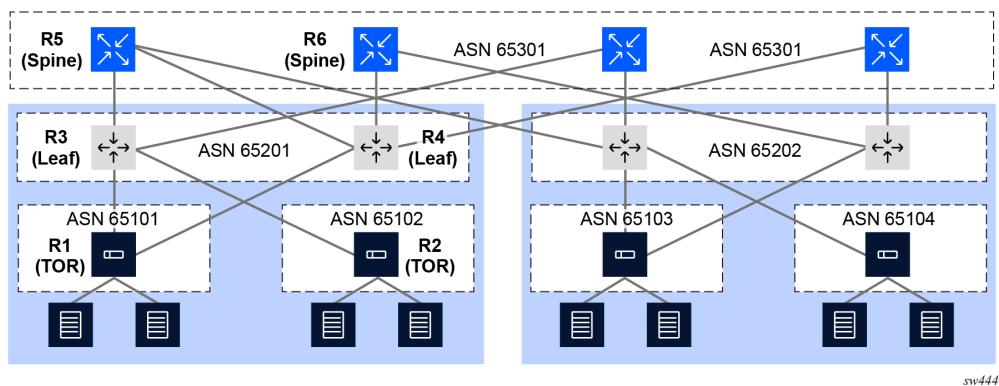 R5
(Spine)
R6
(Spine)
ASN 65301
ASN 65301
R3
(Leaf)
ASN 65201
R4
(Leaf)
ASN 65202
ASN 65101
R1
(TOR)
ASN 65102
R2
(TOR)
ASN 65103
ASN 65104
sw444